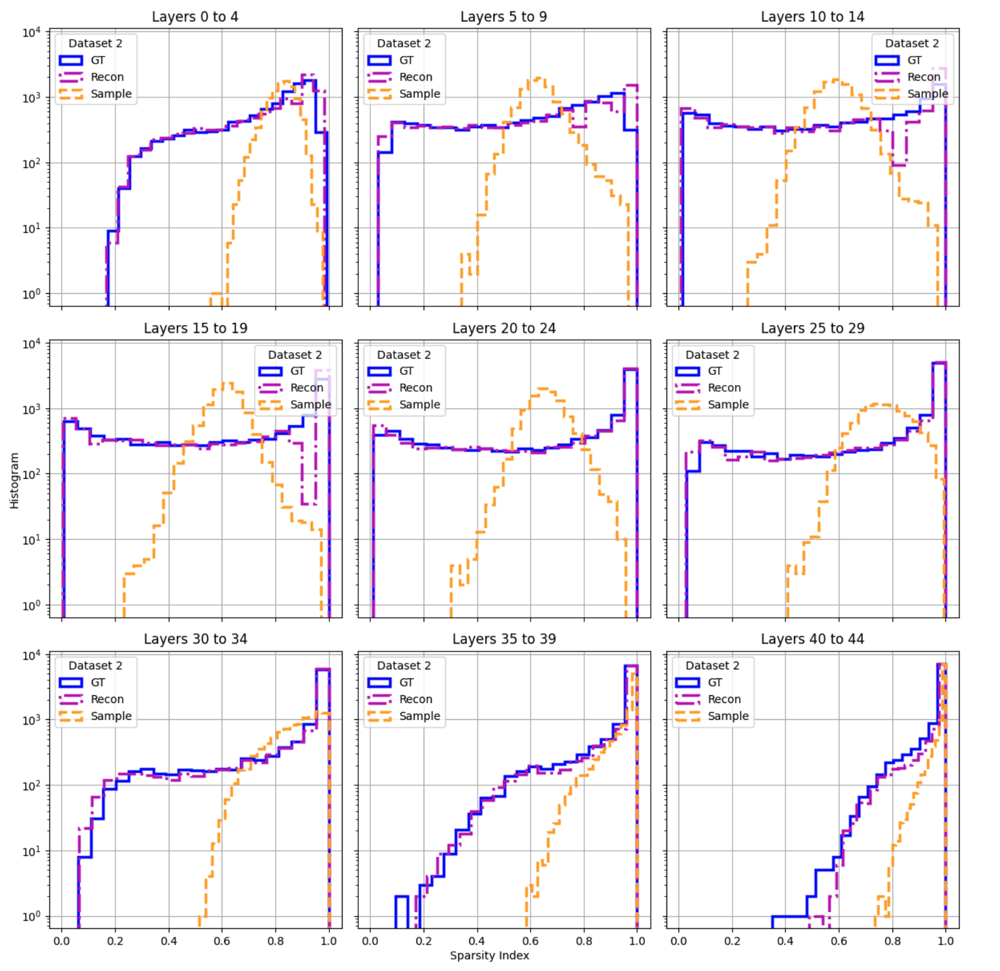 Layers 0 to 4
Layers 5 to 9
Layers 10 to 14
10^4
10^3
10^2
10^1
10^0
Dataset 2
GT
Recon
Sample
Dataset 2
GT
Recon
Sample
Dataset 2
GT
Recon
Sample
Layers 15 to 19
Layers 20 to 24
Layers 25 to 29
Histogram
10^4
10^3
10^2
10^1
10^0
Dataset 2
GT
Recon
Sample
Dataset 2
GT
Recon
Sample
Dataset 2
GT
Recon
Sample
Layers 30 to 34
Layers 35 to 39
Layers 40 to 44
10^4
10^3
10^2
10^1
10^0
Dataset 2
GT
Recon
Sample
Dataset 2
GT
Recon
Sample
Dataset 2
GT
Recon
Sample
0.0 0.2 0.4 0.6 0.8 1.0
0.0 0.2 0.4 0.6 0.8 1.0
0.0 0.2 0.4 0.6 0.8 1.0
Sparsity Index